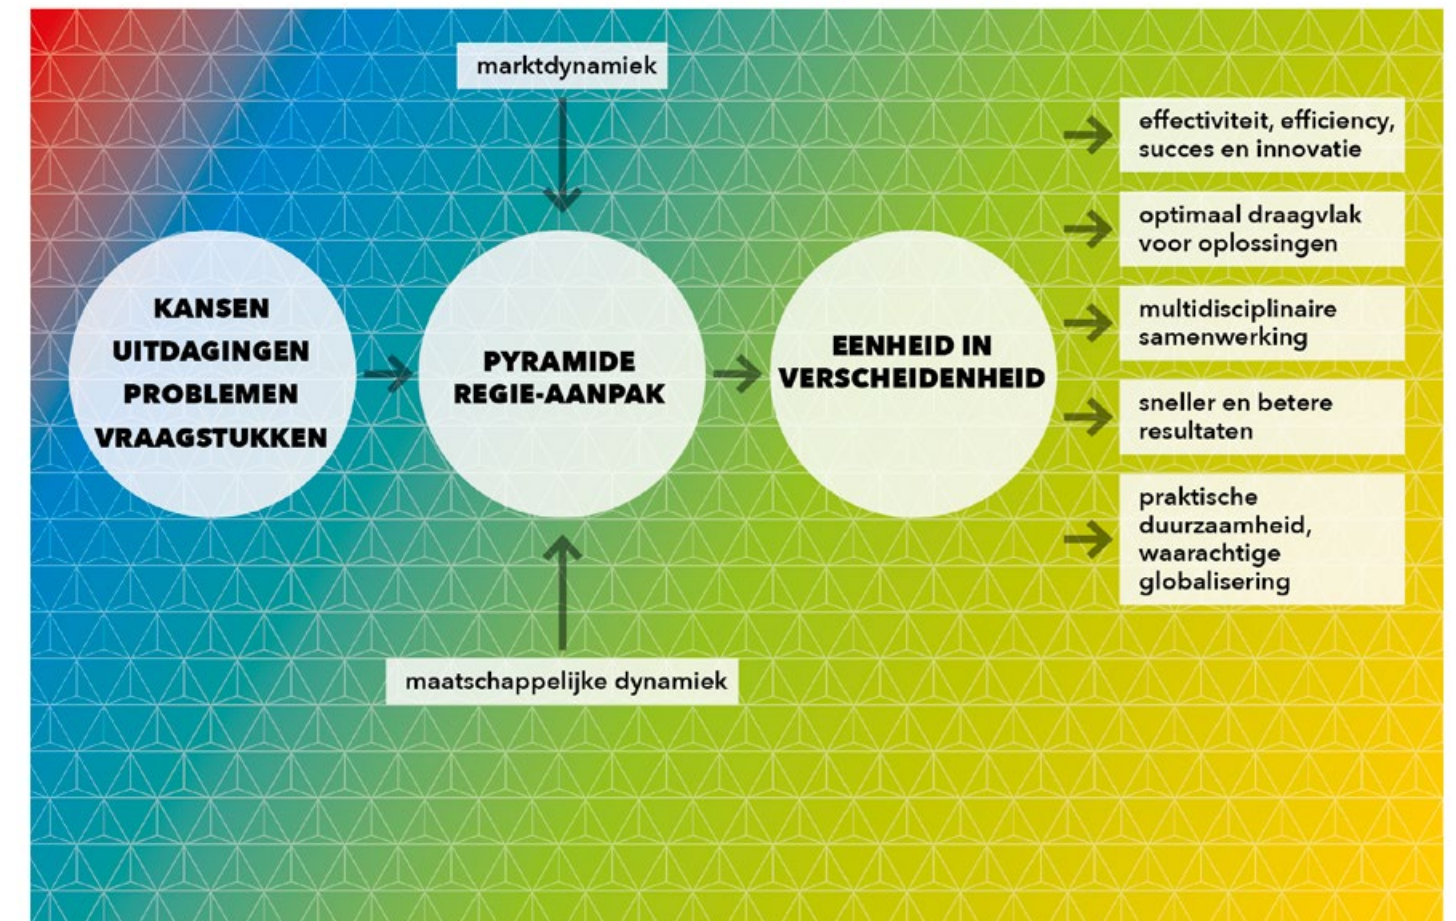 marktdynamiek
KANSEN
UITDAGINGEN
PROBLEMEN
VRAAGSTUKKEN
PYRAMIDE
REGIE-AANPAK
EENHEID IN
VERSCHEIDENHEID
effectiviteit, efficiency,
succes en innovatie
optimaal draagvlak
voor oplossingen
multidisciplinaire
samenwerking
sneller en betere
resultaten
praktische
duurzaamheid,
waarachtige
globalisering
maatschappelijke dynamiek